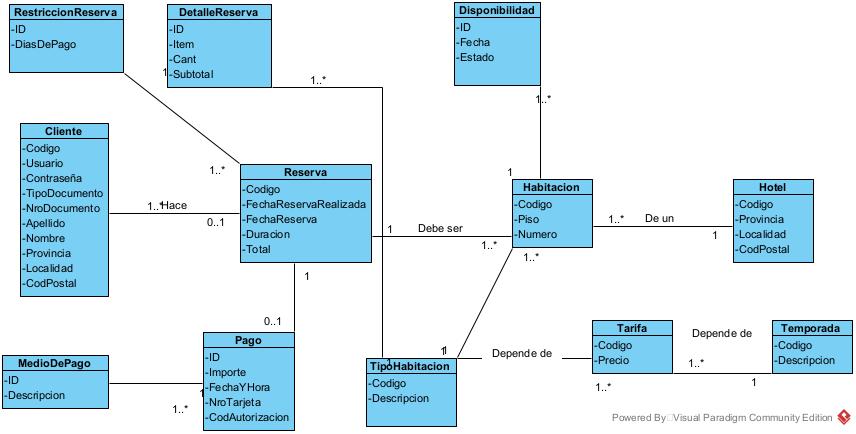 RestriccionReserva
-ID
-DiasDePago
DetalleReserva
-ID
-Item
-Cant
-Subtotal
Disponibilidad
-ID
-Fecha
-Estado
1
1..*
1..*
1..*
1
Cliente
-Codigo
-Usuario
-Contraseña
-TipoDocumento
-NroDocumento
-Apellido
-Nombre
-Provincia
-Localidad
-CodPostal
1..*
Hace
0..1
Reserva
-Codigo
-FechaReservaRealizada
-FechaReserva
-Duracion
-Total
1
Debe ser
1..*
Habitacion
-Codigo
-Piso
-Numero
1..*
De un
1
Hotel
-Codigo
-Provincia
-Localidad
-CodPostal
1..*
1
0..1
1
1
MedioDePago
-ID
-Descripcion
1..*
1
Pago
-ID
-Importe
-FechaYHora
-NroTarjeta
-CodAutorizacion
TipoHabitacion
-Codigo
-Descripcion
1
Depende de
1..*
Tarifa
-Codigo
-Precio
Depende de
1..*
1
Temporada
-Codigo
-Descripcion
Powered By Visual Paradigm Community Edition